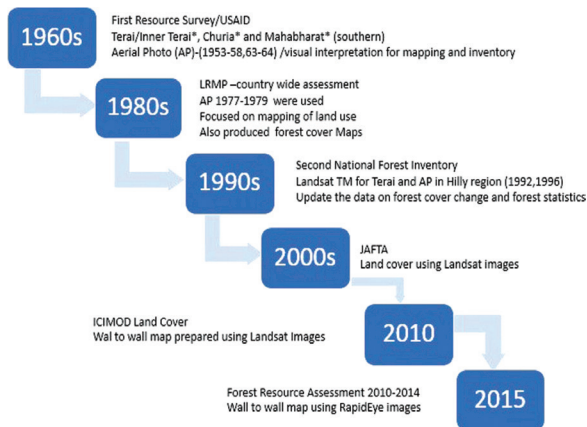 1960s
First Resource Survey/USAID
Terai/Inner Terai*, Churia* and Mahabharat* (southern)
Aerial Photo (AP)-(1953-58,63-64) /visual interpretation for mapping and inventory
1980s
LRMP –country wide assessment
AP 1977-1979 were used
Focused on mapping of land use
Also produced forest cover Maps
1990s
Second National Forest Inventory
Landsat TM for Terai and AP in Hilly region (1992,1996)
Update the data on forest cover change and forest statistics
2000s
JAFTA
Land cover using Landsat images
ICIMOD Land Cover
Wal to wall map prepared using Landsat Images
2010
Forest Resource Assessment 2010-2014
Wall to wall map using RapidEye images
2015